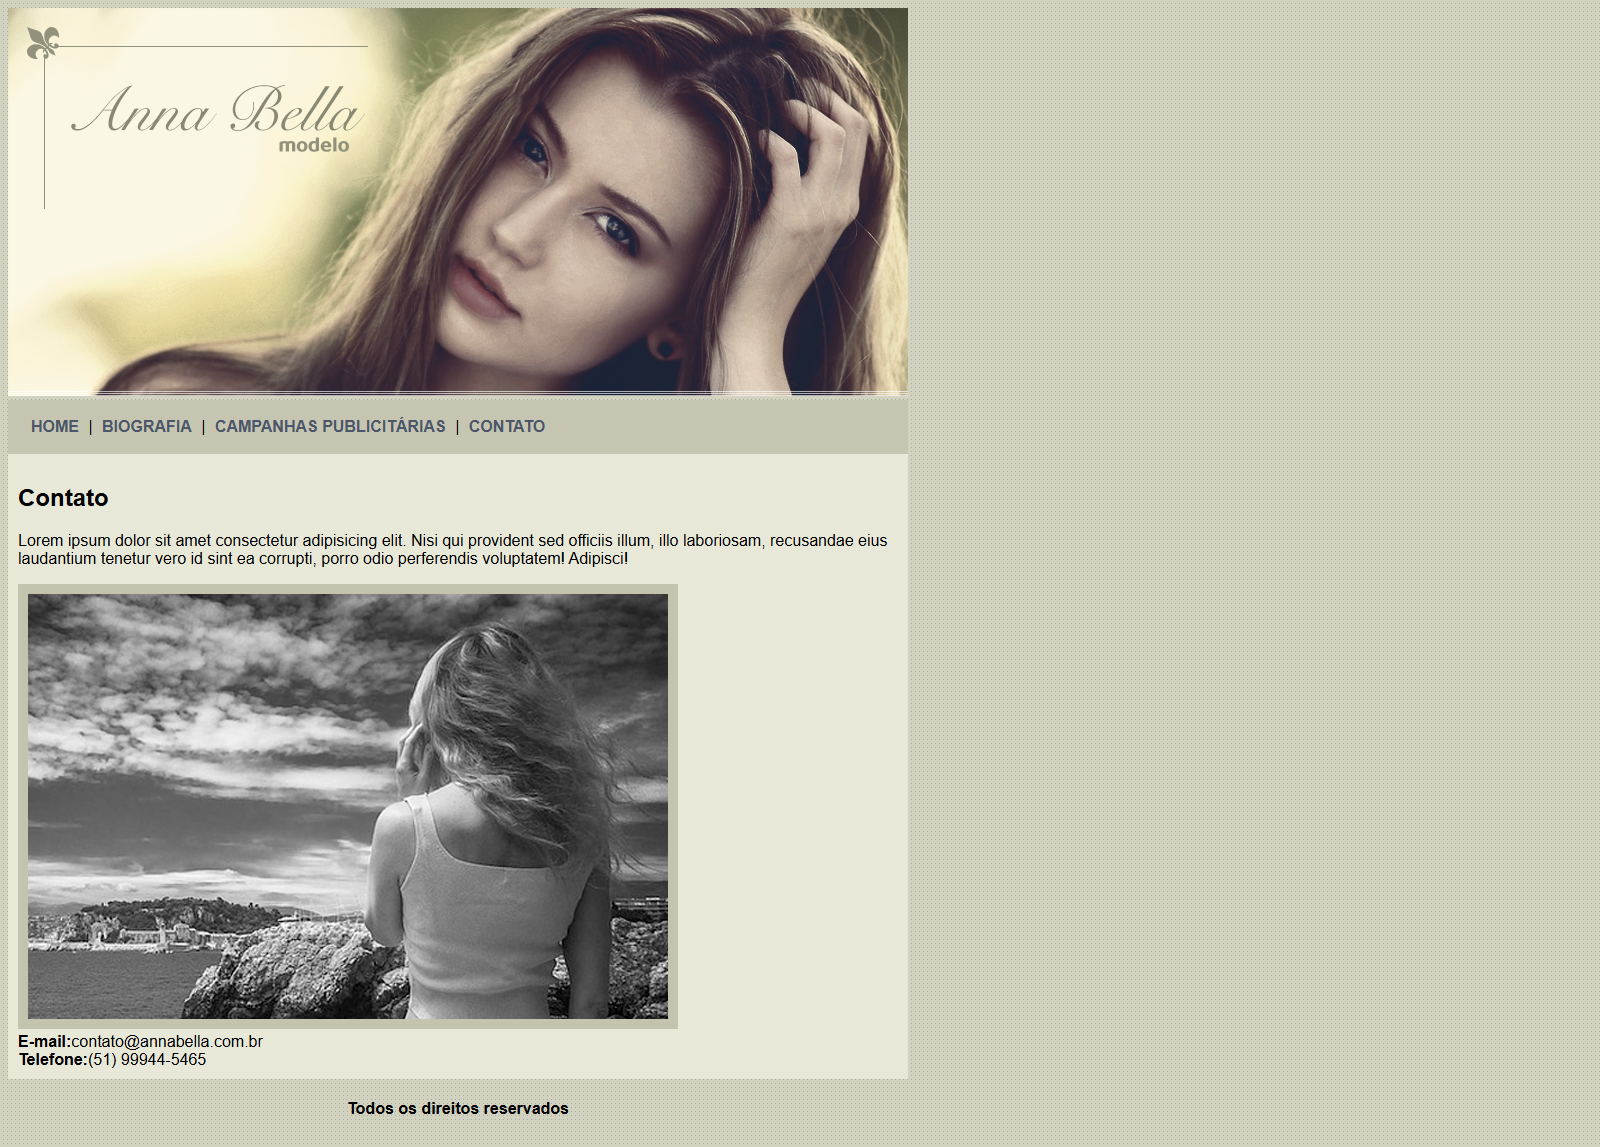 Anna Bella
modelo
HOME | BIOGRAFIA | CAMPANHAS PUBLICITÁRIAS | CONTATO
Contato
Lorem ipsum dolor sit amet consectetur adipisicing elit. Nisi qui provident sed officiis illum, illo laboriosam, recusandae eius
laudantium tenetur vero id sint ea corrupti, porro odio perferendis voluptatem! Adipisci!
E-mail:contato@annabella.com.br
Telefone:(51) 99944-5465
Todos os direitos reservados